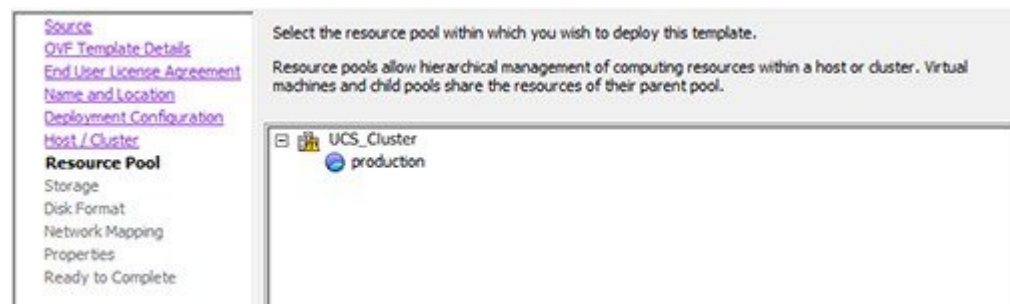 Source
OVF Template Details
End User License Agreement
Name and Location
Deployment Configuration
Host / Cluster
Resource Pool
Storage
Disk Format
Network Mapping
Properties
Ready to Complete
Select the resource pool within which you wish to deploy this template.
Resource pools allow hierarchical management of computing resources within a host or cluster. Virtual
machines and child pools share the resources of their parent pool.
UCS_Cluster
production